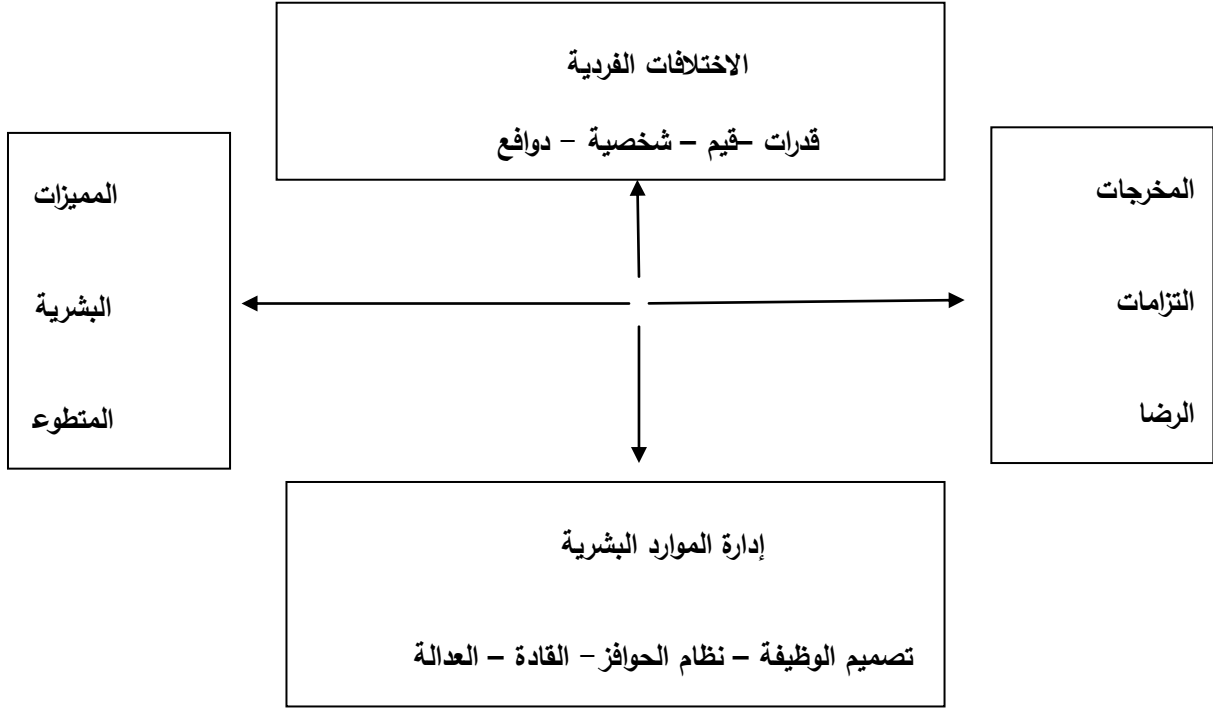 الاختلافات الفردية
قدرات –قيم – شخصية - دوافع
المخرجات
التزامات
الرضا
المميزات
البشرية
المتطوعـ
إدارة الموارد البشرية
تصميم الوظيفة – نظام الحوافز- القادة – العدالة